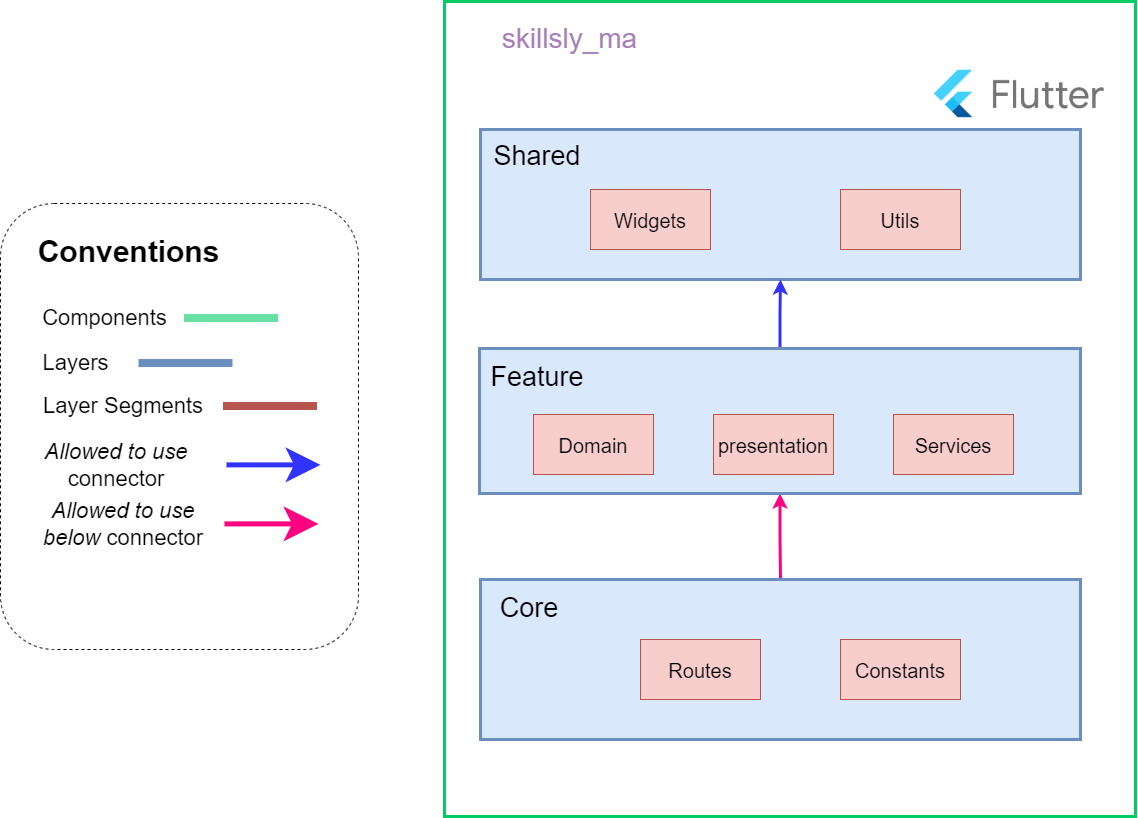 skillsly_ma
Flutter
Shared
Widgets
Utils
Conventions
Components
Layers
Layer Segments
Allowed to use
connector
Allowed to use
below connector
Feature
Domain
presentation
Services
Core
Routes
Constants